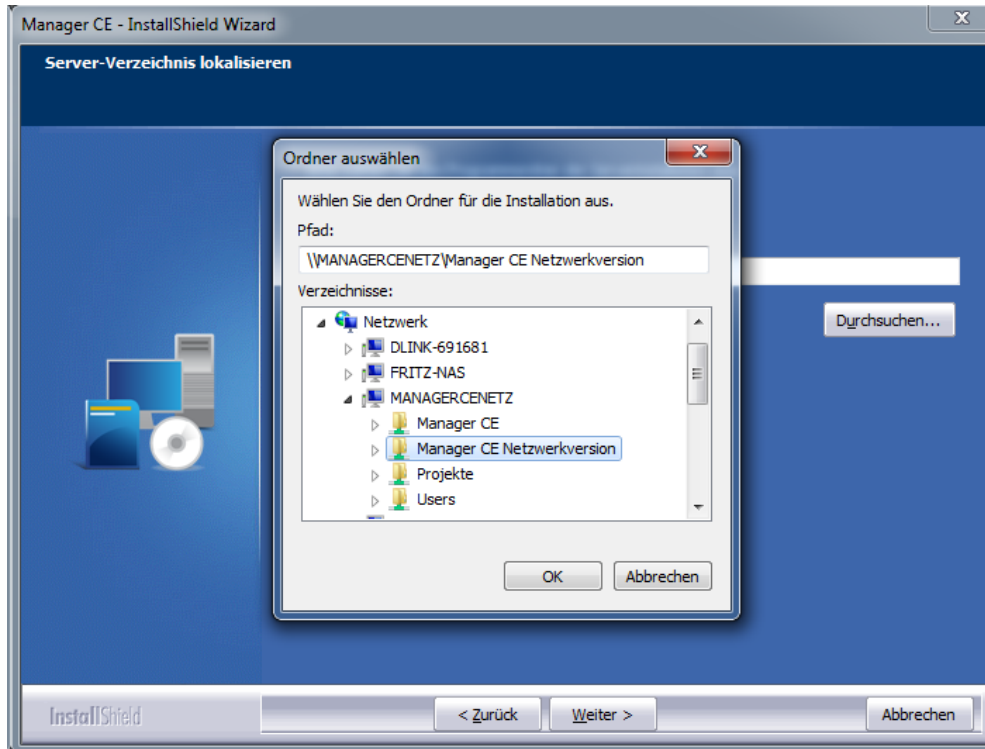 Manager CE - InstallShield Wizard
Server-Verzeichnis lokalisieren
Ordner auswählen
Wählen Sie den Ordner für die Installation aus.
Pfad:
\\MANAGERCENETZ\Manager CE Netzwerkversion
Verzeichnisse:
Netzwerk
DLINK-691681
FRITZ-NAS
MANAGERCENETZ
Manager CE
Manager CE Netzwerkversion
Projekte
Users
Durchsuchen...
OK Abbrechen
InstallShield
< Zurück Weiter > Abbrechen